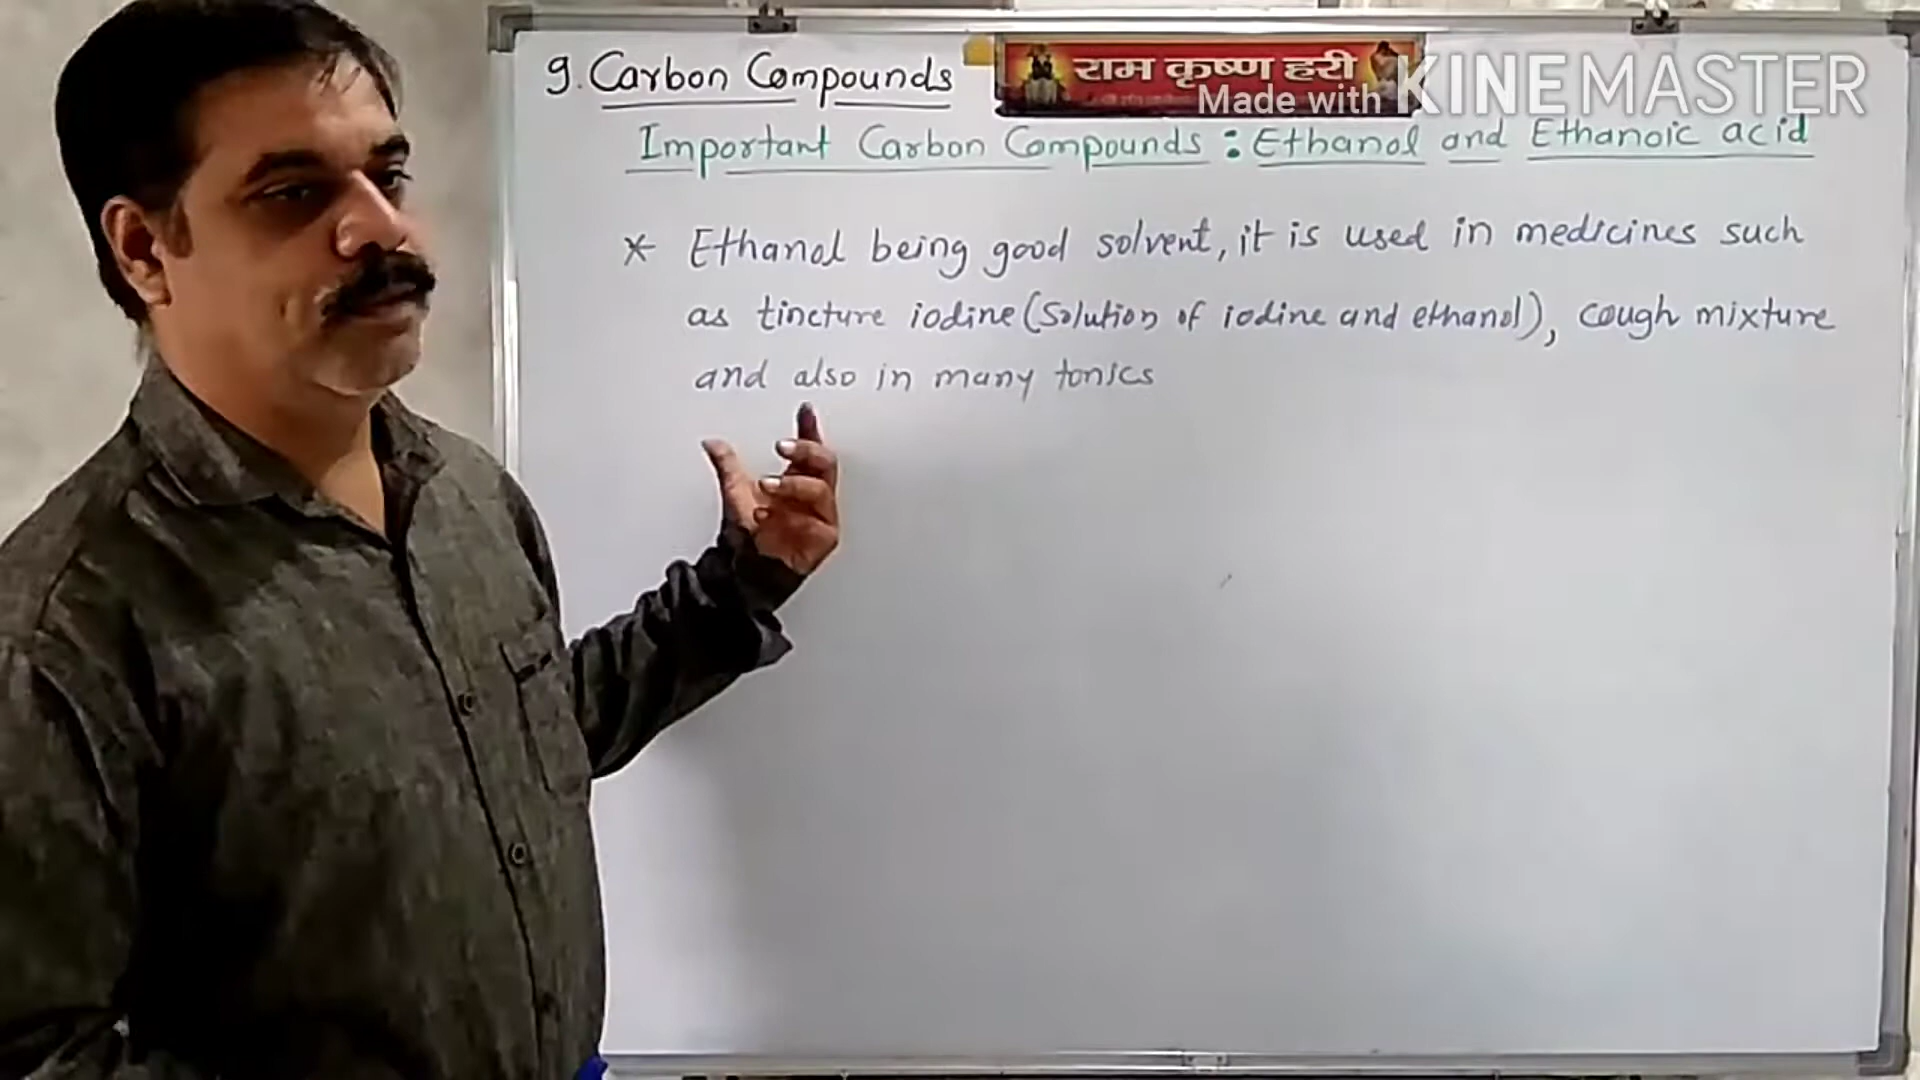 9. Carbon Compounds
राम कृष्ण हरी
Made with KINEMASTER
Important Carbon Compounds : Ethanol and Ethanoic acid
* Ethanol being good solvent, it is used in medicines such
as tincture iodine (Solution of iodine and ethanol), cough mixture
and also in many tonics